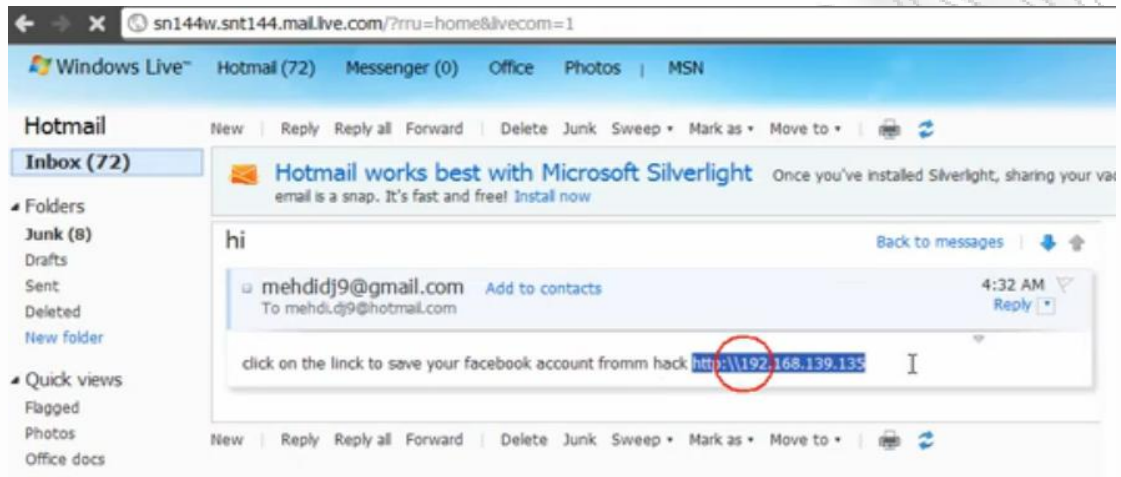 sn144w.snt144.mail.live.com/?rru=home&livecom=1
Windows Live™ Hotmail (72) Messenger (0) Office Photos | MSN
Hotmail
New | Reply Reply all Forward | Delete Junk Sweep Mark as Move to
Inbox (72)
Hotmail works best with Microsoft Silverlight Once you've installed Silverlight, sharing your
email is a snap. It's fast and free! Install now
Folders
Junk (8)
hi
Back to messages
Drafts
Sent
mehdidj9@gmail.com Add to contacts
4:32 AM
To mehdi.dj9@hotmail.com
Reply
Deleted
New folder
click on the linck to save your facebook account fromm hack http:\\192.168.139.135
Quick views
Flagged
Photos
New | Reply Reply all Forward | Delete Junk Sweep Mark as Move to
Office docs